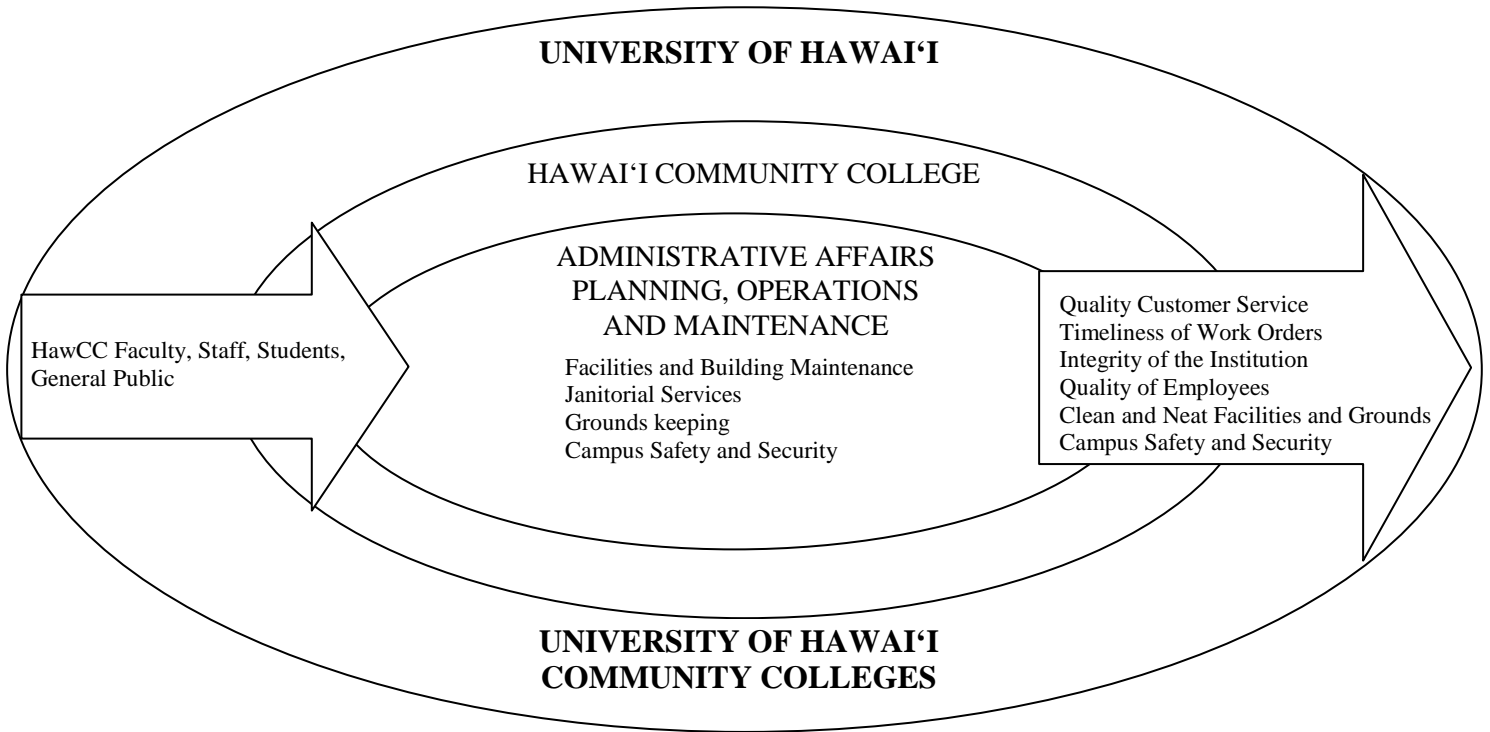 UNIVERSITY OF HAWAI‘I
HAWAI‘I COMMUNITY COLLEGE
ADMINISTRATIVE AFFAIRS
PLANNING, OPERATIONS
AND MAINTENANCE
Facilities and Building Maintenance
Janitorial Services
Grounds keeping
Campus Safety and Security
HawCC Faculty, Staff, Students,
General Public
Quality Customer Service
Timeliness of Work Orders
Integrity of the Institution
Quality of Employees
Clean and Neat Facilities and Grounds
Campus Safety and Security
UNIVERSITY OF HAWAI‘I
COMMUNITY COLLEGES